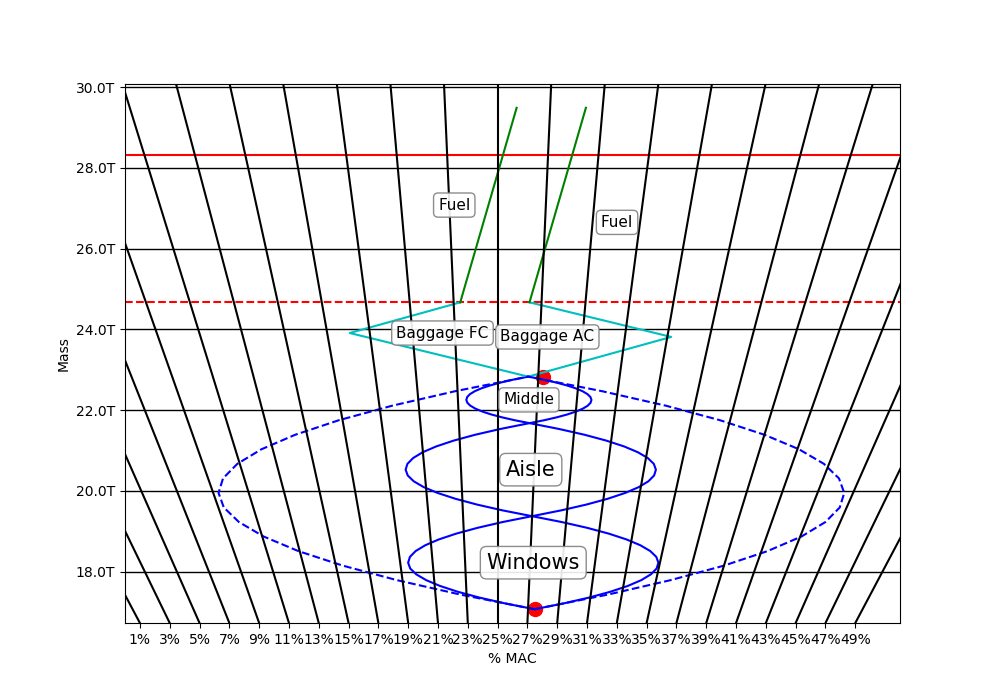 30.0T
28.0T
Fuel
Fuel
26.0T
24.0T
Baggage FC
Baggage AC
Mass
22.0T
Middle
Aisle
20.0T
Windows
18.0T
1% 3% 5% 7% 9% 11% 13% 15% 17% 19% 21% 23% 25% 27% 29% 31% 33% 35% 37% 39% 41% 43% 45% 47% 49%
% MAC